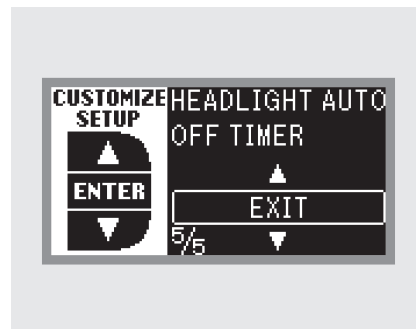 CUSTOMIZE
SETUP
ENTER
HEADLIGHT AUTO
OFF TIMER
EXIT
5/5